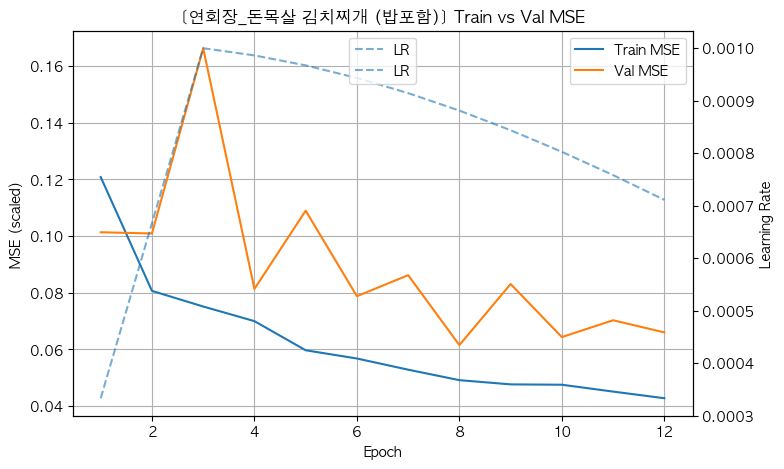 [연회장_돈목살 김치찌개 (밥포함)] Train vs Val MSE
LR
LR
Train MSE
Val MSE
MSE (scaled)
0.16
0.14
0.12
0.10
0.08
0.06
0.04
0.0010
0.0009
0.0008
0.0007
0.0006
0.0005
0.0004
0.0003
Learning Rate
2
4
6
8
10
12
Epoch